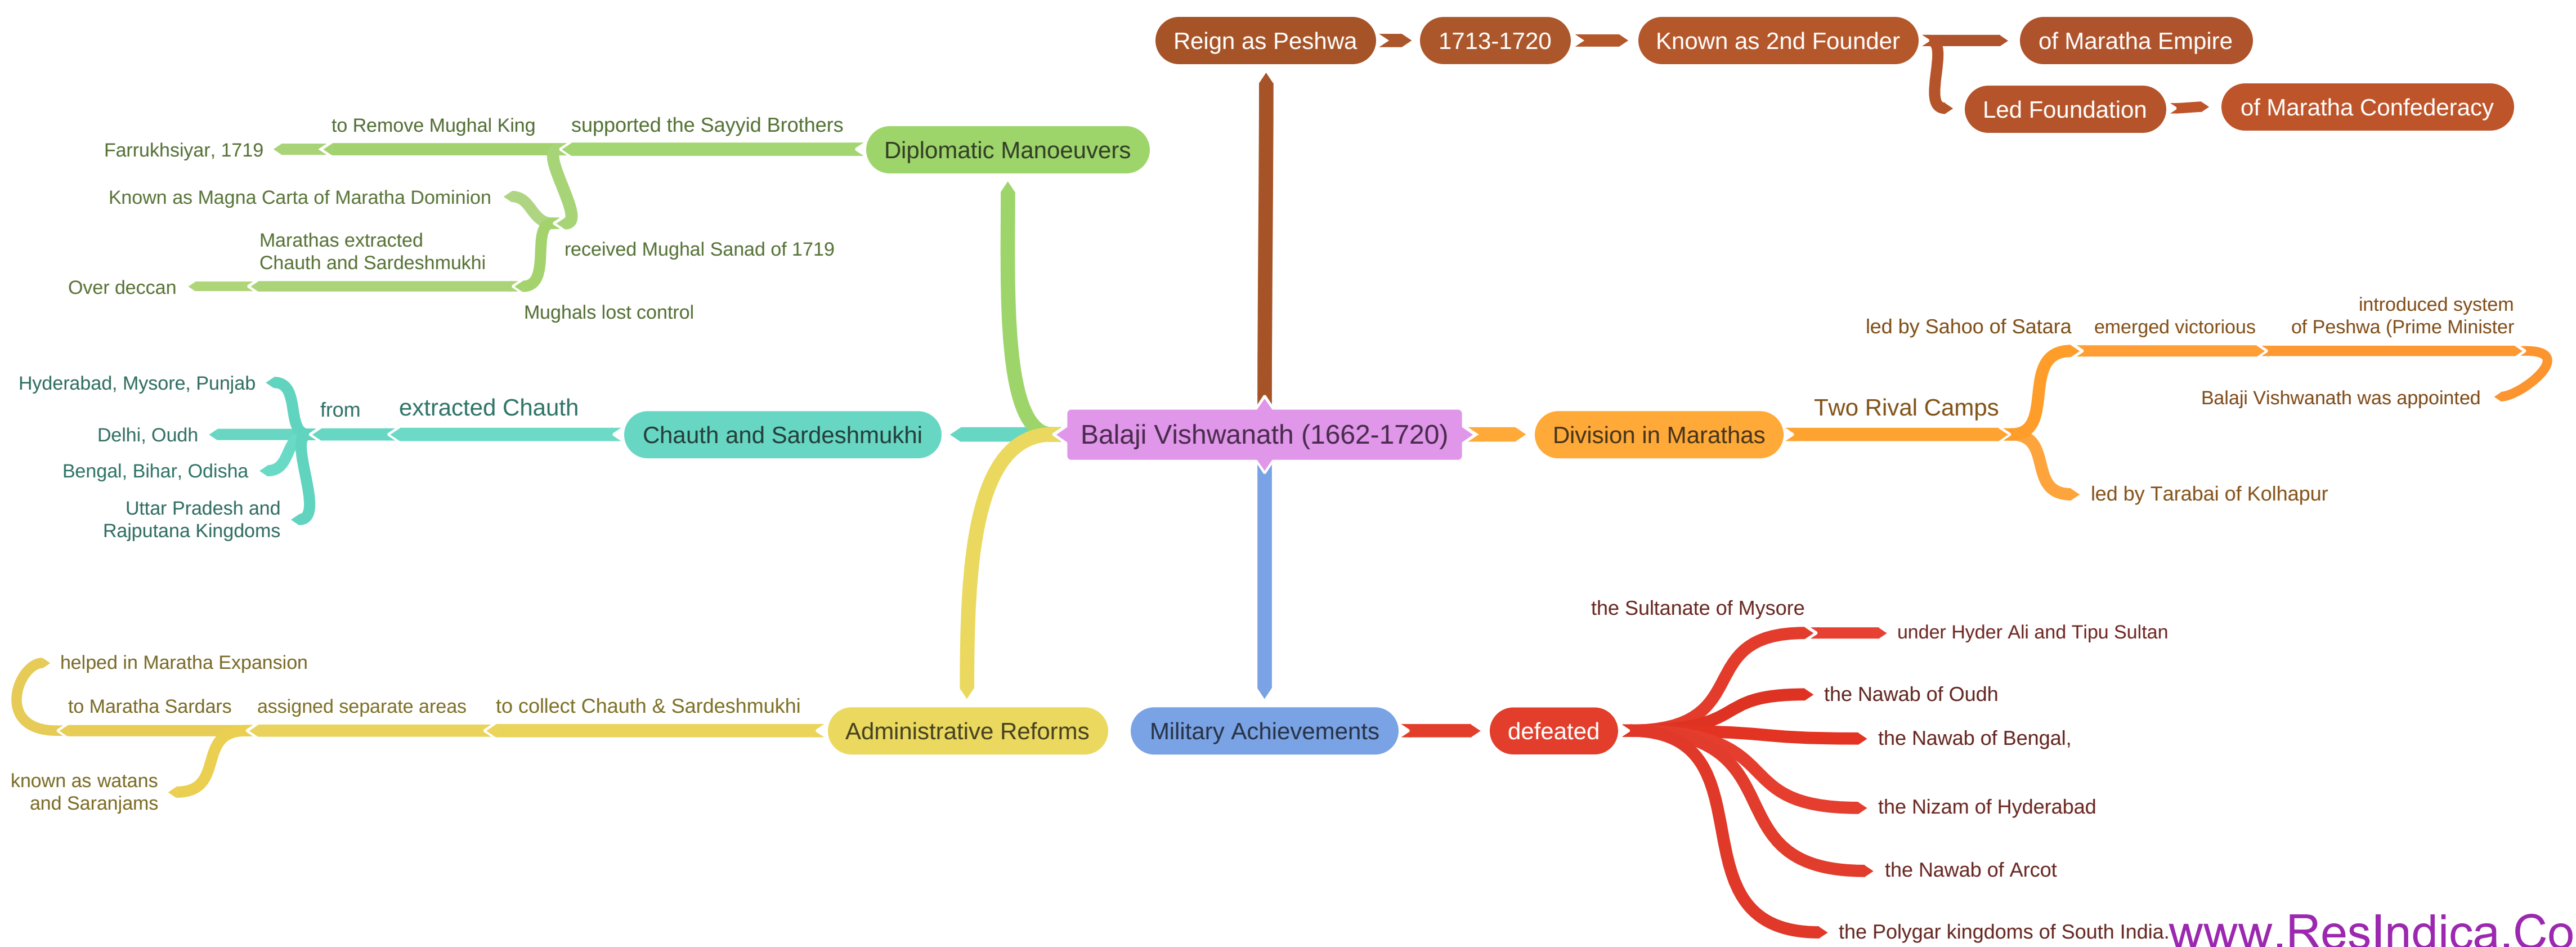 Reign as Peshwa
1713-1720
Known as 2nd Founder
of Maratha Empire
Led Foundation
of Maratha Confederacy
Diplomatic Manoeuvers
supported the Sayyid Brothers
to Remove Mughal King
Farrukhsiyar, 1719
received Mughal Sanad of 1719
Known as Magna Carta of Maratha Dominion
Mughals lost control
Marathas extracted
Chauth and Sardeshmukhi
Over deccan
Balaji Vishwanath (1662-1720)
Chauth and Sardeshmukhi
extracted Chauth
from
Hyderabad, Mysore, Punjab
Delhi, Oudh
Bengal, Bihar, Odisha
Uttar Pradesh and
Rajputana Kingdoms
Division in Marathas
Two Rival Camps
led by Sahoo of Satara
emerged victorious
introduced system
of Peshwa (Prime Minister
Balaji Vishwanath was appointed
led by Tarabai of Kolhapur
Administrative Reforms
to collect Chauth & Sardeshmukhi
assigned separate areas
to Maratha Sardars
helped in Maratha Expansion
known as watans
and Saranjams
Military Achievements
defeated
the Sultanate of Mysore
under Hyder Ali and Tipu Sultan
the Nawab of Oudh
the Nawab of Bengal,
the Nizam of Hyderabad
the Nawab of Arcot
the Polygar kingdoms of South India.
www.ResIndica.Co